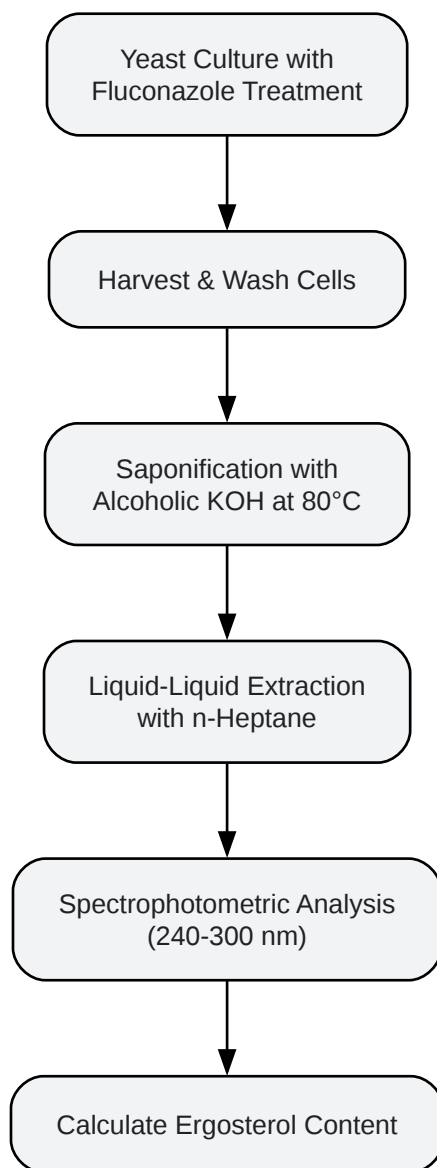 Yeast Culture with
Fluconazole Treatment
Harvest & Wash Cells
Saponification with
Alcoholic KOH at 80°C
Liquid-Liquid Extraction
with n-Heptane
Spectrophotometric Analysis
(240-300 nm)
Calculate Ergosterol Content